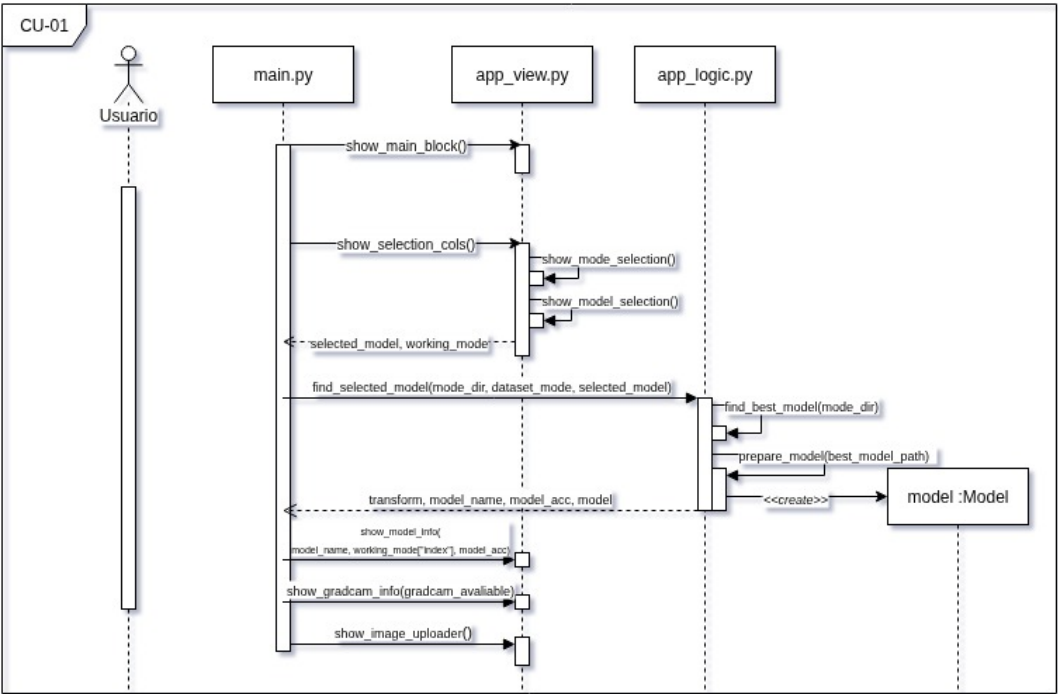 CU-01
Usuario
main.py
app_view.py
app_logic.py
show_main_block()
show_selection_cols()
show_mode_selection()
show_model_selection()
selected_model, working_mode
find_selected_model(mode_dir, dataset_mode, selected_model)
find_best_model(mode_dir)
prepare_model(best_model_path)
<<create>>
model :Model
transform, model_name, model_acc, model
show_model_info(
model_name, working_mode["index"], model_acc)
show_gradcam_info(gradcam_avaliable)
show_image_uploader()